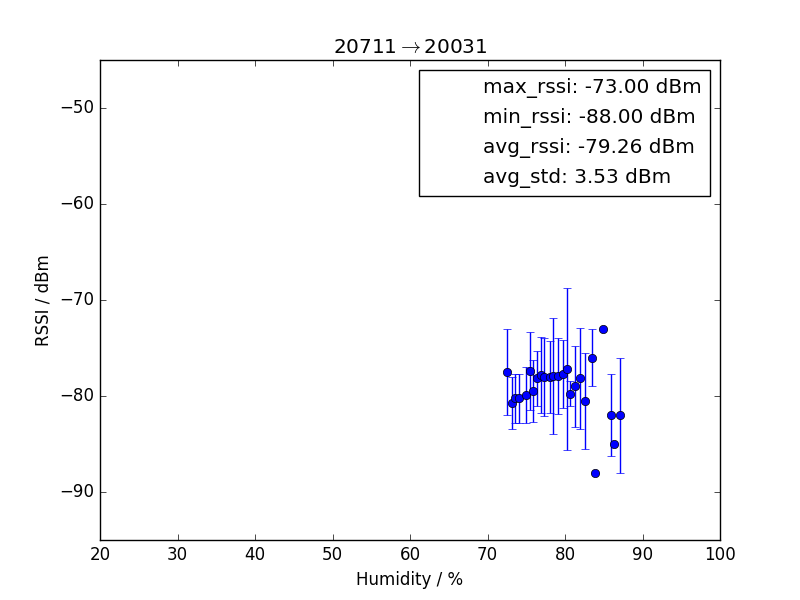 20711→20031
max_rssi: -73.00 dBm
min_rssi: -88.00 dBm
avg_rssi: -79.26 dBm
avg_std: 3.53 dBm
RSSI / dBm
−50
−60
−70
−80
−90
20 30 40 50 60 70 80 90 100
Humidity / %